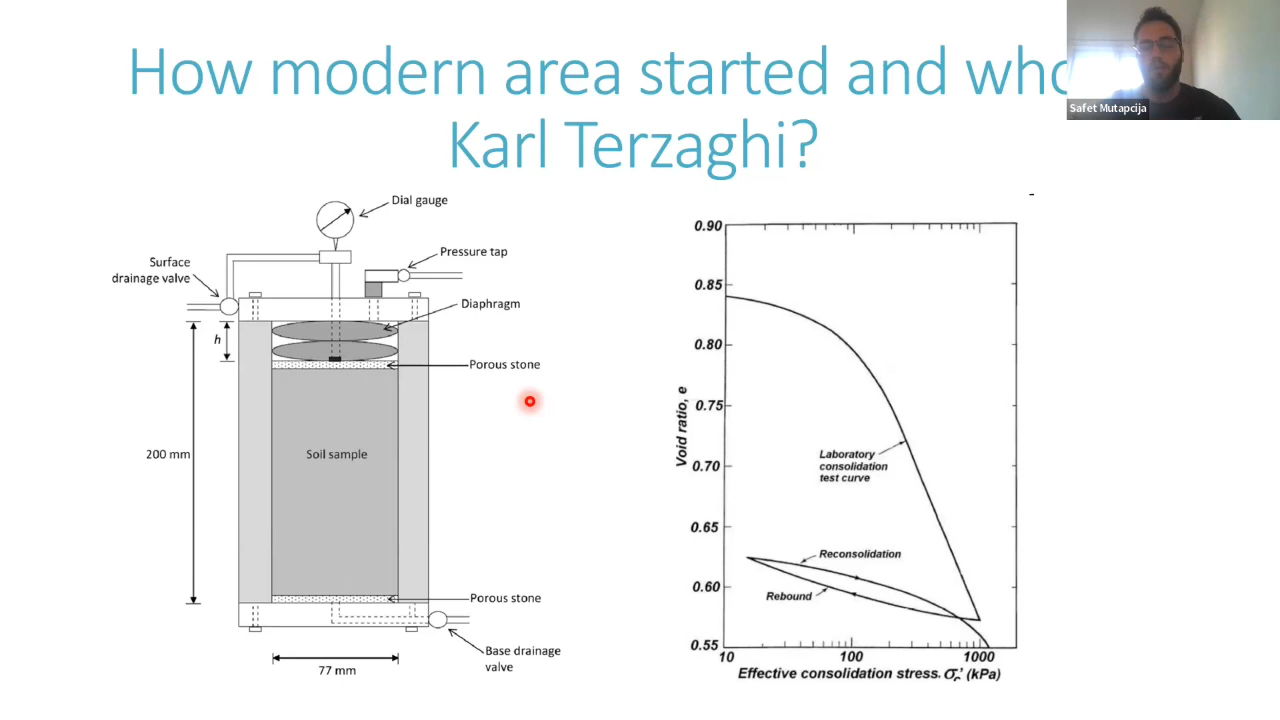 How modern area started and who
Karl Terzaghi?
Safet Mutapcija
Dial gauge
Pressure tap
Surface
drainage valve
Diaphragm
h
Porous stone
200 mm
Soil sample
Porous stone
Base drainage
valve
77 mm
0.90
0.85
0.80
0.75
0.70
0.65
0.60
0.55
Void ratio, e
Laboratory
consolidation
test curve
Reconsolidation
Rebound
10 100 1000
Effective consolidation stress. σc' (kPa)